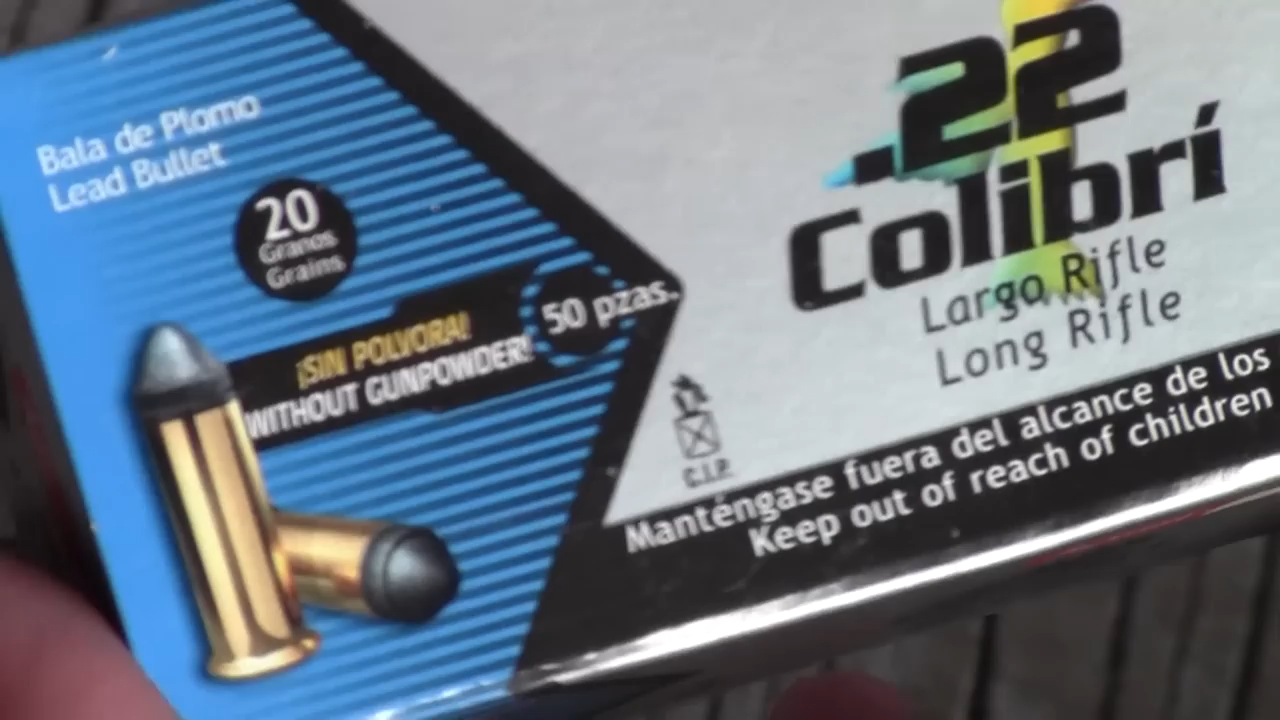 Bala de Plomo
Lead Bullet
20
Granos
Grains
¡SIN POLVORA!
WITHOUT GUNPOWDER!
50 pzas.
.22
Colibrí
Largo Rifle
Long Rifle
C.I.P.
Manténgase fuera del alcance de los
Keep out of reach of children